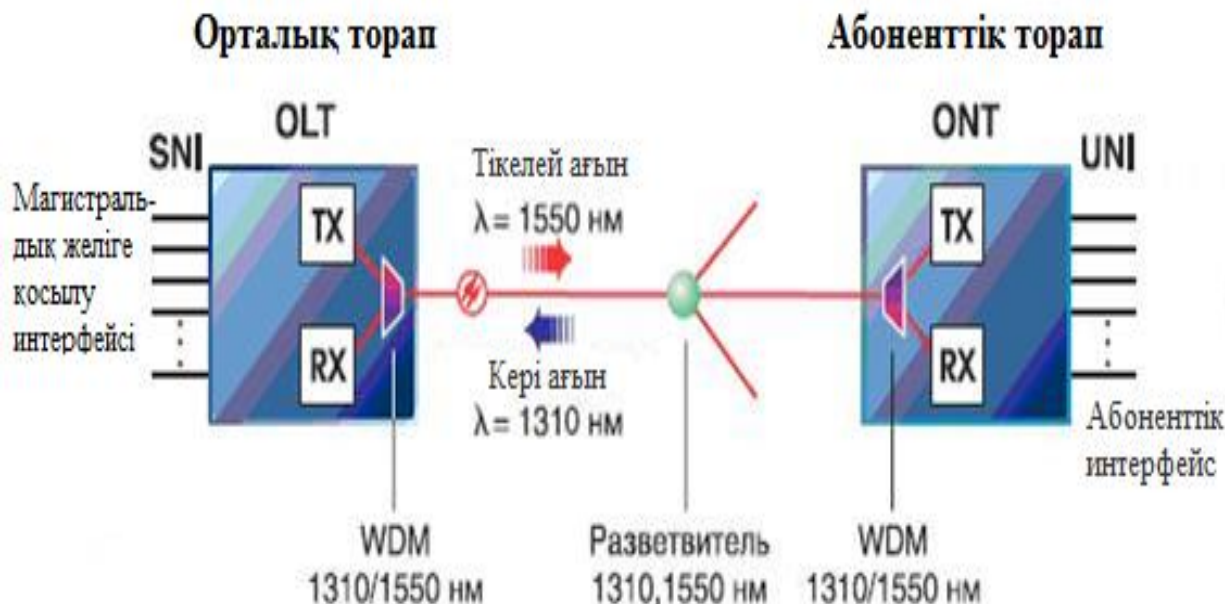 Орталық торап
Абоненттік торап
OLT
ONT
SNI
UNI
Магистраль-
дық желіге
қосылу
интерфейсі
TX
RX
Тікелей ағын
λ = 1550 нм
Кері ағын
λ = 1310 нм
TX
RX
Абоненттік
интерфейс
WDM
1310/1550 нм
Разветвитель
1310,1550 нм
WDM
1310/1550 нм